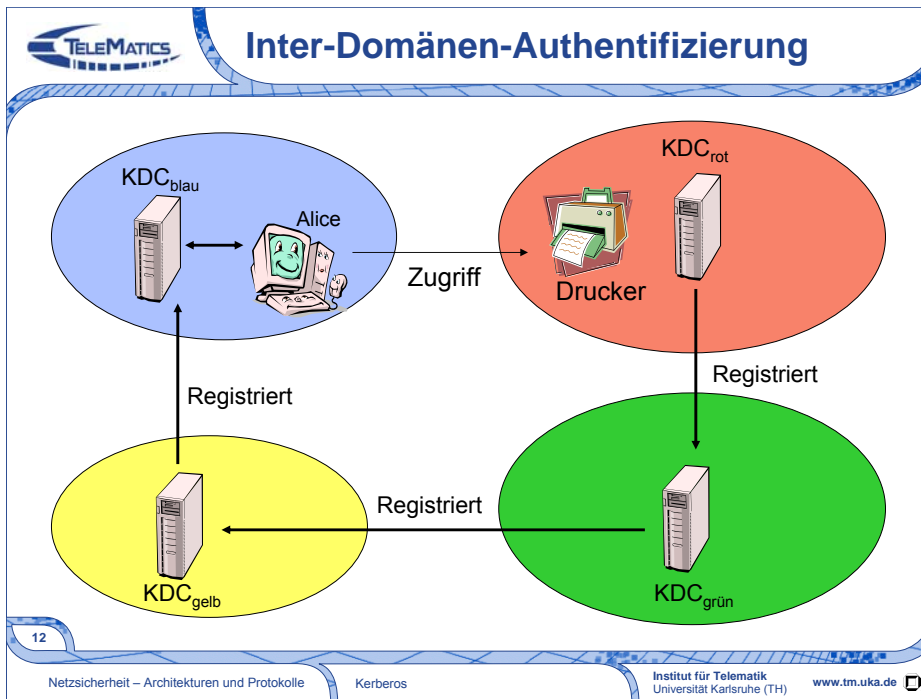 TELEMATICS
Inter-Domänen-Authentifizierung
KDCblau
Alice
Zugriff
Drucker
KDCrot
Registriert
Registriert
Registriert
KDCgelb
KDCgrün
12
Netzsicherheit – Architekturen und Protokolle
Kerberos
Institut für Telematik
Universität Karlsruhe (TH)
www.tm.uka.de